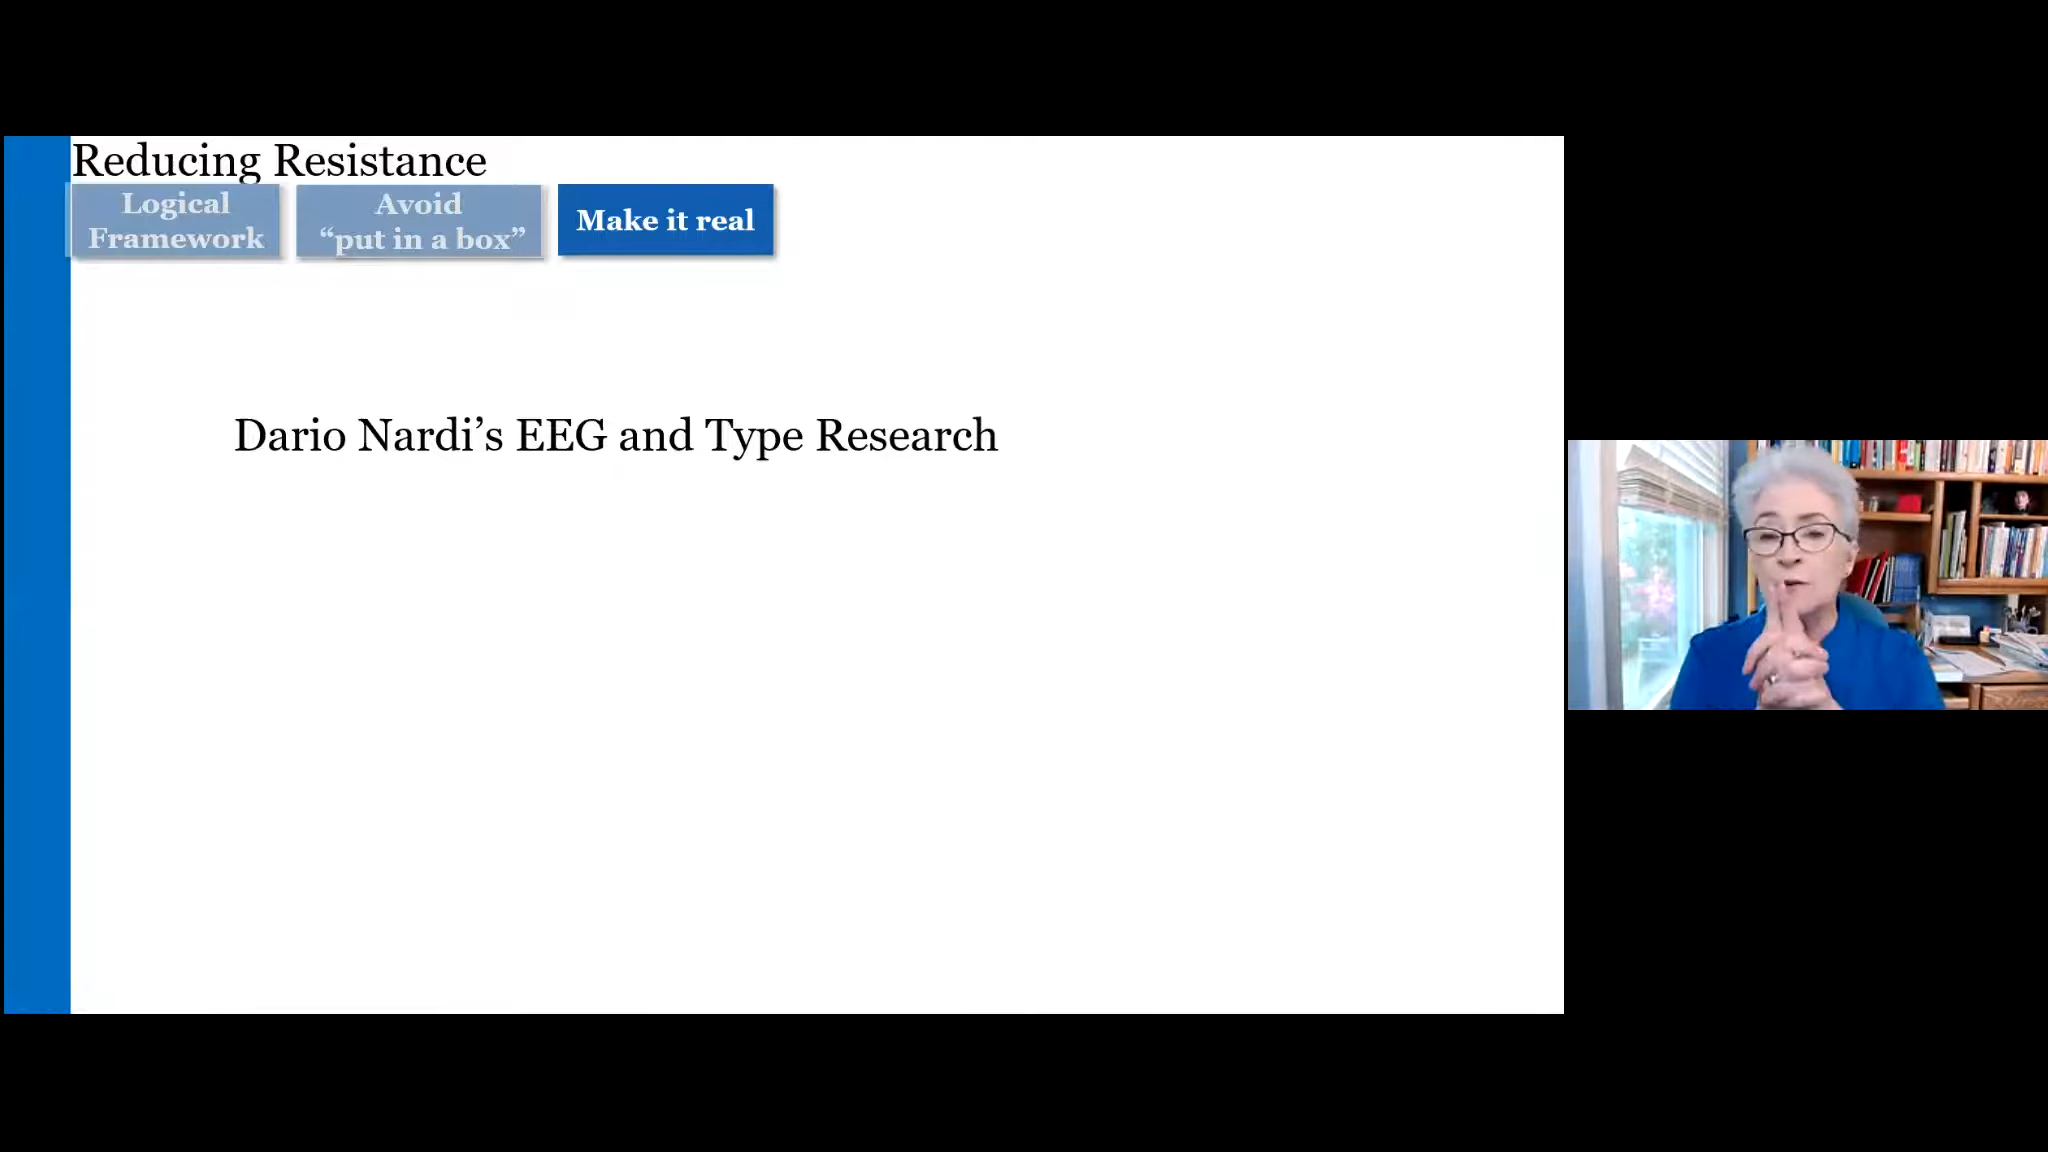 Reducing Resistance
Logical
Framework
Avoid
“put in a box”
Make it real
Dario Nardi’s EEG and Type Research